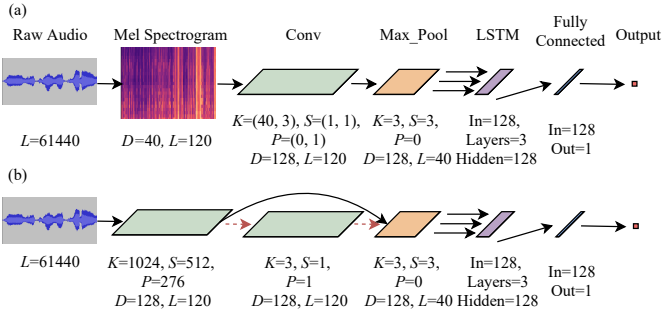 (a)
Raw Audio
Mel Spectrogram
Conv
Max_Pool
LSTM
Fully
Connected
Output
L=61440
D=40, L=120
K=(40, 3), S=(1, 1),
P=(0, 1)
D=128, L=120
K=3, S=3,
P=0
D=128, L=40
In=128,
Layers=3
Hidden=128
In=128
Out=1
(b)
L=61440
K=1024, S=512,
P=276
D=128, L=120
K=3, S=1,
P=1
D=128, L=120
K=3, S=3,
P=0
D=128, L=40
In=128,
Layers=3
Hidden=128
In=128
Out=1